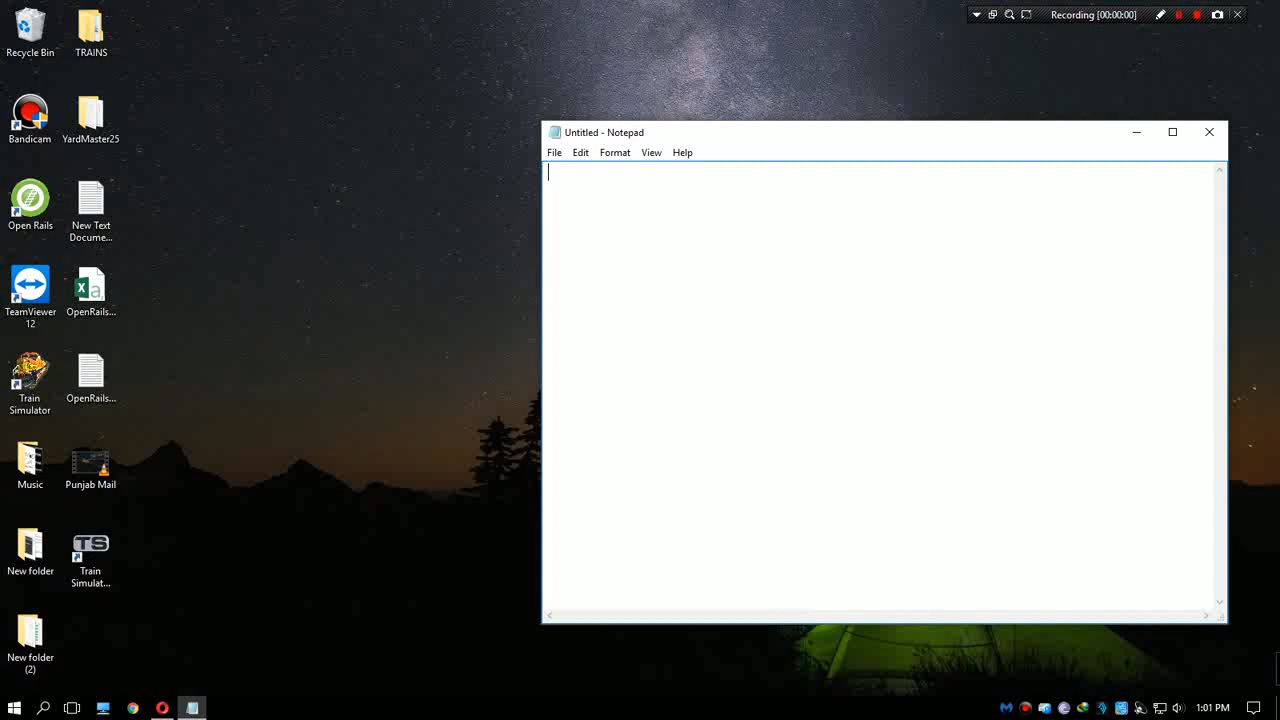 Recycle Bin
TRAINS
Recording [00:00:00]
Bandicam
YardMaster25
Untitled - Notepad
File Edit Format View Help
Open Rails
New Text
Docume...
TeamViewer
12
OpenRails...
Train
Simulator
OpenRails...
Music
Punjab Mail
New folder
TS
Train
Simulat...
New folder
(2)
1:01 PM